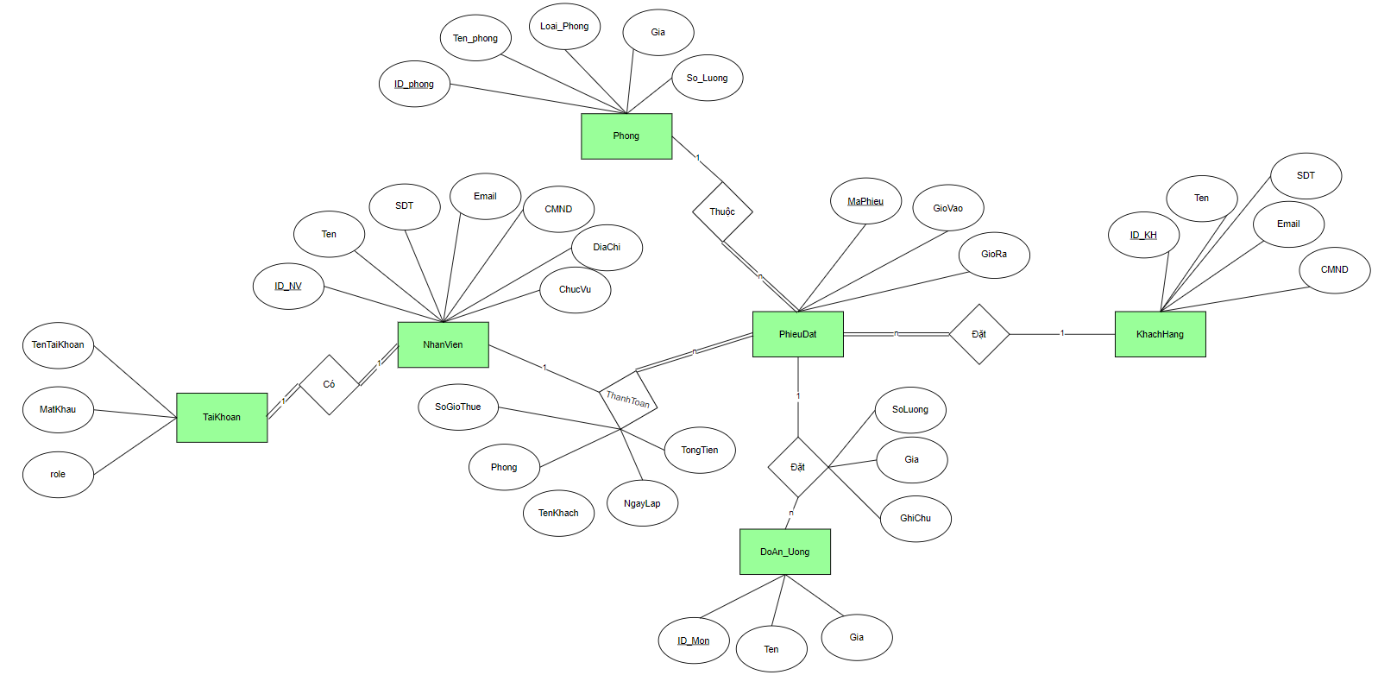 Loai_Phong
Gia
Ten_phong
So_Luong
ID_phong
Phong
1
Thuộc
n
SDT
Email
CMND
Ten
DiaChi
ID_NV
ChucVu
NhanVien
MaPhieu
GioVao
GioRa
PhieuDat
SDT
Ten
Email
ID_KH
CMND
KhachHang
n
Đặt
1
TenTaiKhoan
MatKhau
role
TaiKhoan
1
Có
1
1
n
ThanhToan
SoGioThue
Phong
TenKhach
NgayLap
TongTien
1
Đặt
n
SoLuong
Gia
GhiChu
DoAn_Uong
ID_Mon
Ten
Gia